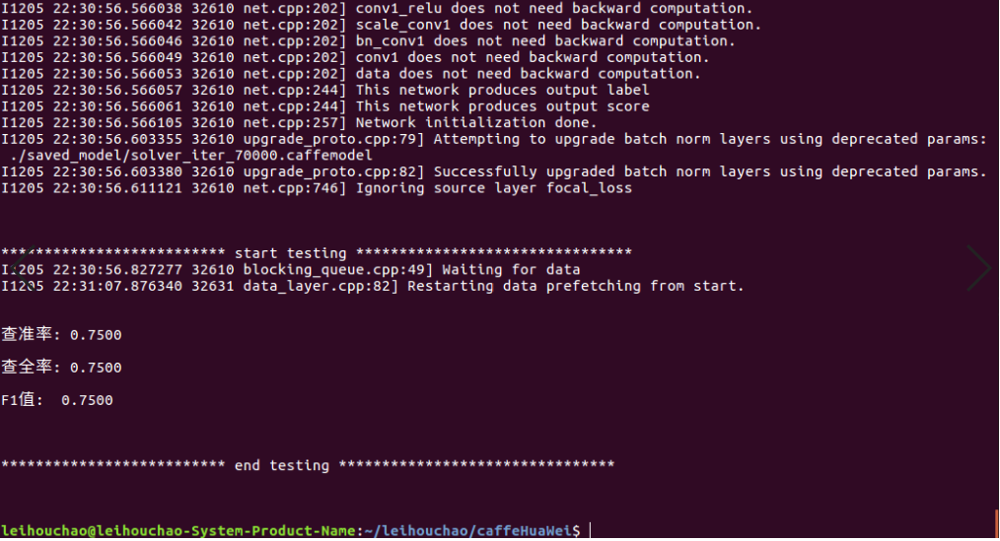 I1205 22:30:56.566038 32610 net.cpp:202] conv1_relu does not need backward computation.
I1205 22:30:56.566042 32610 net.cpp:202] scale_conv1 does not need backward computation.
I1205 22:30:56.566046 32610 net.cpp:202] bn_conv1 does not need backward computation.
I1205 22:30:56.566049 32610 net.cpp:202] conv1 does not need backward computation.
I1205 22:30:56.566053 32610 net.cpp:202] data does not need backward computation.
I1205 22:30:56.566057 32610 net.cpp:244] This network produces output label
I1205 22:30:56.566061 32610 net.cpp:244] This network produces output score
I1205 22:30:56.566105 32610 net.cpp:257] Network initialization done.
I1205 22:30:56.603355 32610 upgrade_proto.cpp:79] Attempting to upgrade batch norm layers using deprecated params:
./saved_model/solver_iter_70000.caffemodel
I1205 22:30:56.603380 32610 upgrade_proto.cpp:82] Successfully upgraded batch norm layers using deprecated params.
I1205 22:30:56.611121 32610 net.cpp:746] Ignoring source layer focal_loss
************************** start testing ********************************
I1205 22:30:56.827277 32610 blocking_queue.cpp:49] Waiting for data
I1205 22:31:07.876340 32631 data_layer.cpp:82] Restarting data prefetching from start.
查准率: 0.7500
查全率: 0.7500
F1值: 0.7500
************************** end testing ********************************
leihouchao@leihouchao-System-Product-Name:~/leihouchao/caffeHuaWei$